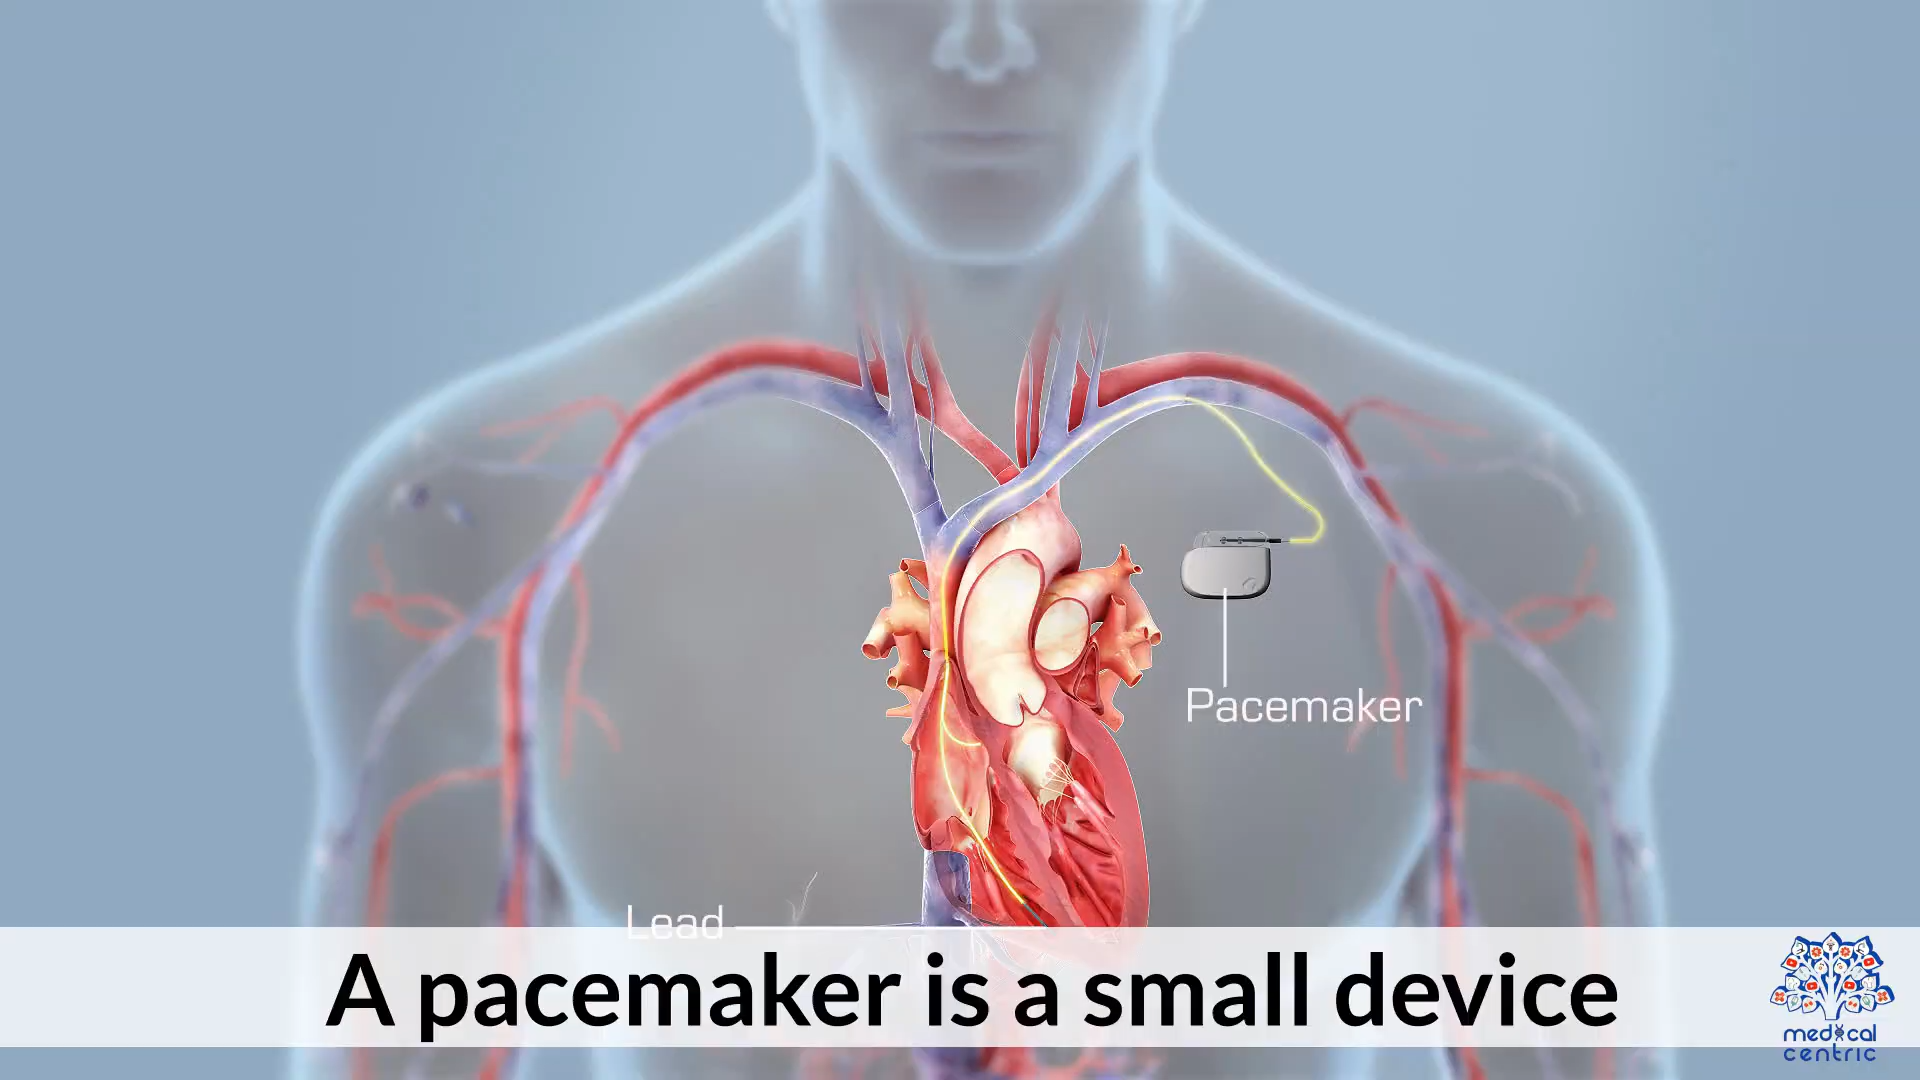 Pacemaker
Lead
A pacemaker is a small device
medical
centric